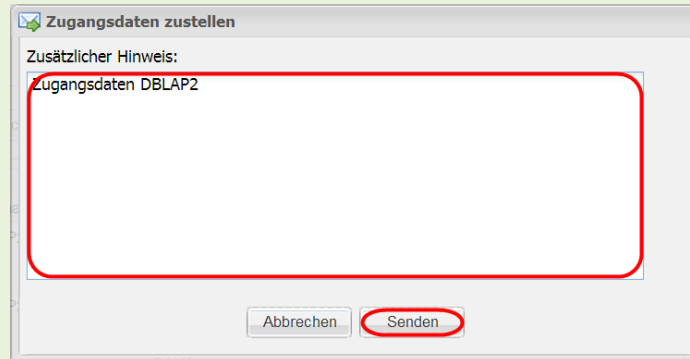 Zugangsdaten zustellen
Zusätzlicher Hinweis:
Zugangsdaten DBLAP2
Abbrechen
Senden